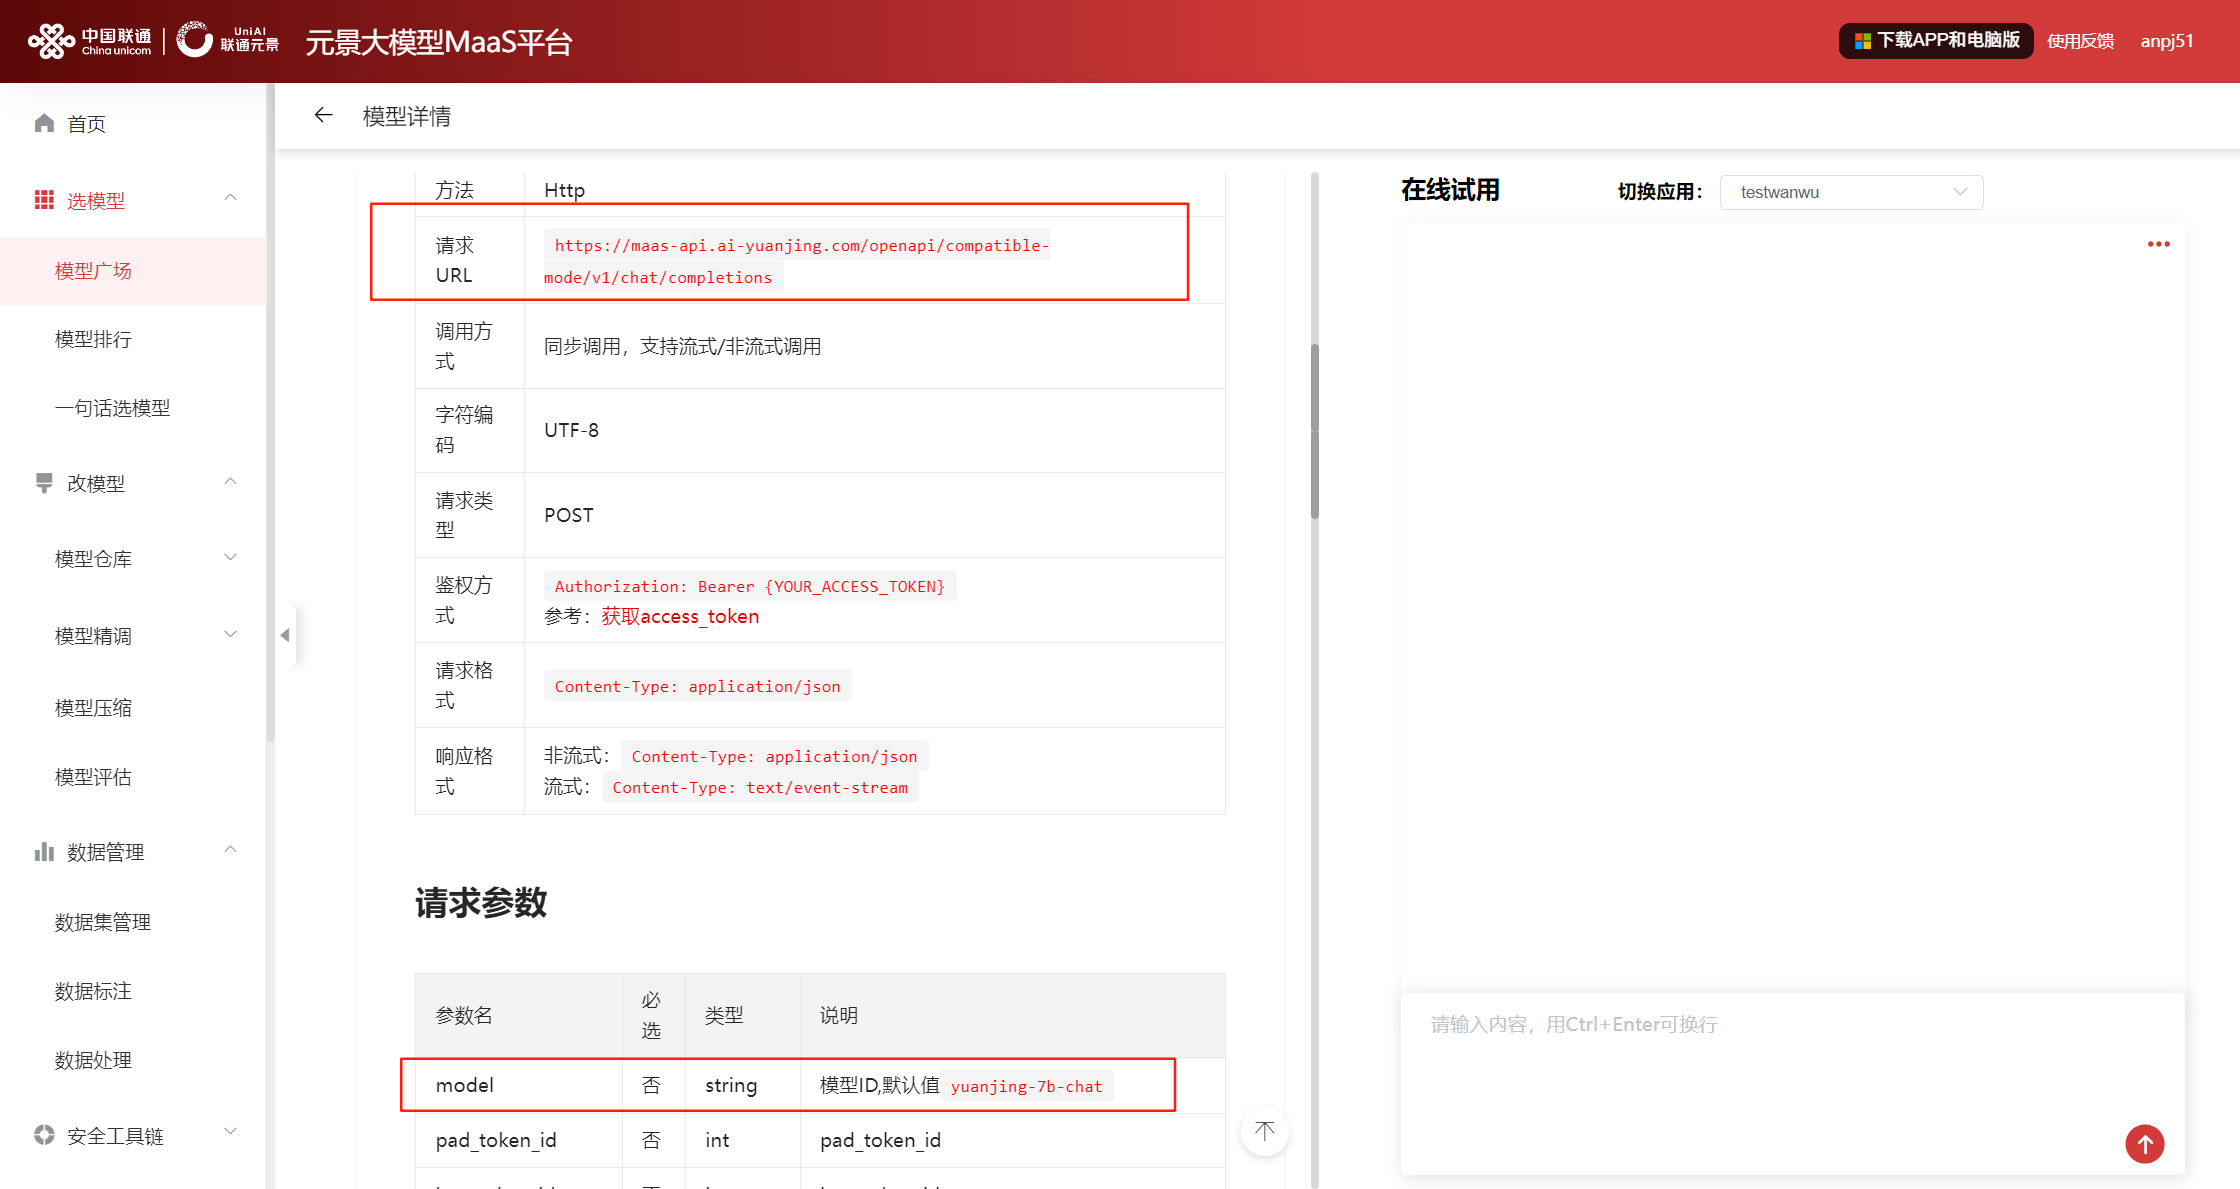 中国联通
China unicom
UniAI
联通元景
元景大模型MaaS平台
下载APP和电脑版
使用反馈
anpj51
首页
选模型
模型广场
模型排行
一句话选模型
改模型
模型仓库
模型精调
模型压缩
模型评估
数据管理
数据集管理
数据标注
数据处理
安全工具链
模型详情
方法 Http
请求
URL
https://maas-api.ai-yuanjing.com/openapi/compatible-
mode/v1/chat/completions
调用方
式
同步调用，支持流式/非流式调用
字符编
码
UTF-8
请求类
型
POST
鉴权方
式
Authorization: Bearer {YOUR_ACCESS_TOKEN}
参考：获取access_token
请求格
式
Content-Type: application/json
响应格
式
非流式： Content-Type: application/json
流式： Content-Type: text/event-stream
请求参数
参数名 必选 类型 说明
model 否 string 模型ID,默认值 yuanjing-7b-chat
pad_token_id 否 int pad_token_id
在线试用
切换应用：
testwanwu
请输入内容，用Ctrl+Enter可换行